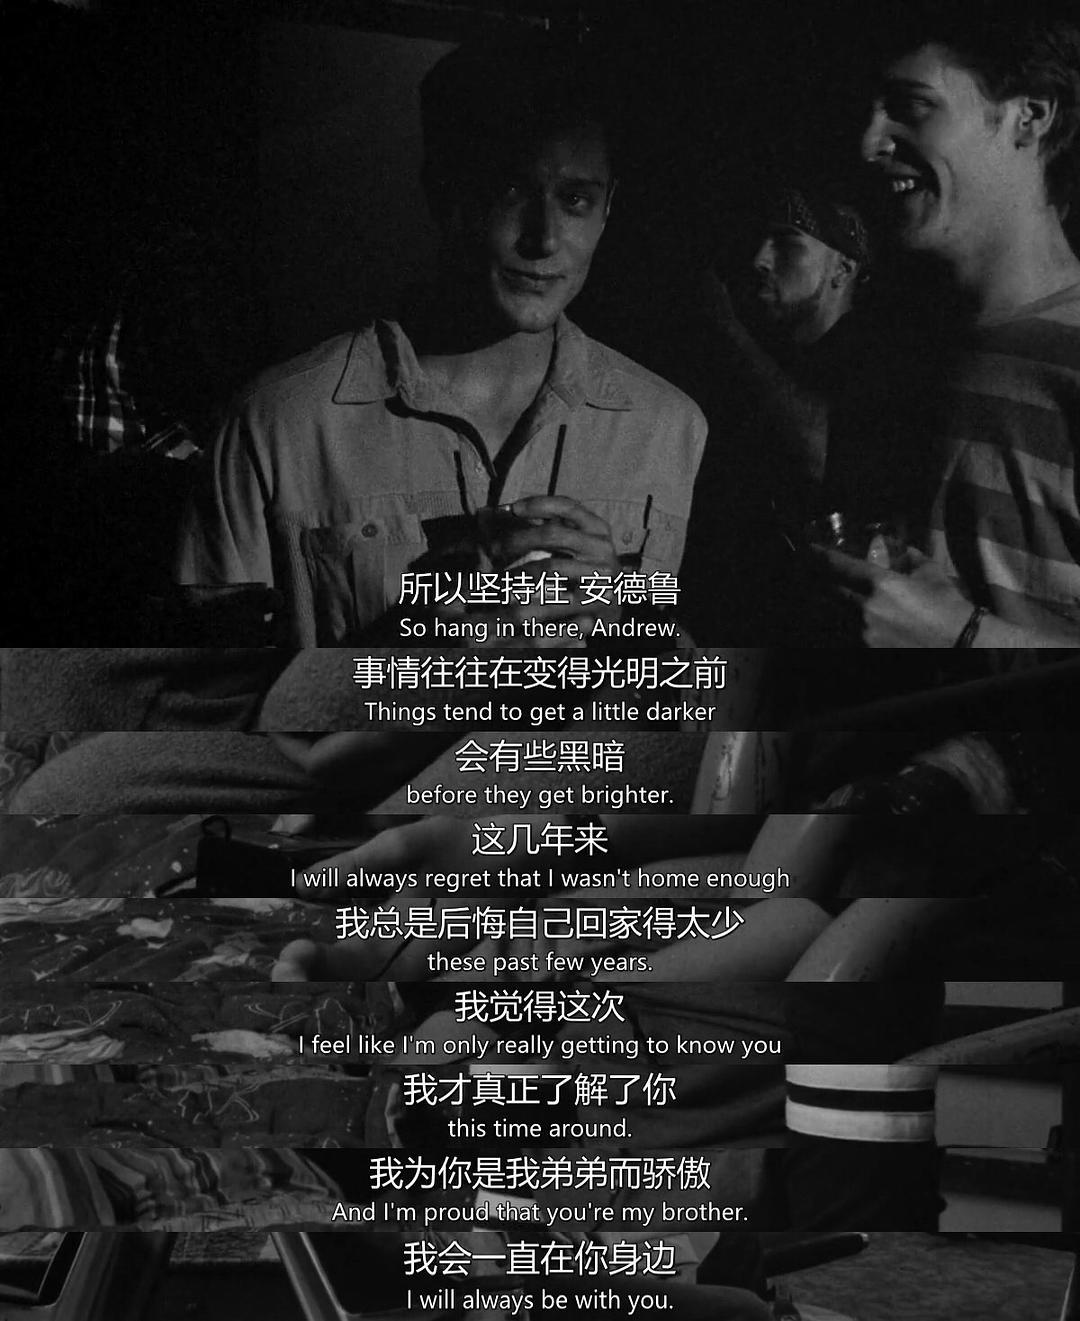 所以坚持住 安德鲁
So hang in there, Andrew.
事情往往在变得光明之前
Things tend to get a little darker
会有些黑暗
before they get brighter.
这几年来
I will always regret that I wasn't home enough
我总是后悔自己回家得太少
these past few years.
我觉得这次
I feel like I'm only really getting to know you
我才真正了解了你
this time around.
我为你是我弟弟而骄傲
And I'm proud that you're my brother.
我会一直在你身边
I will always be with you.